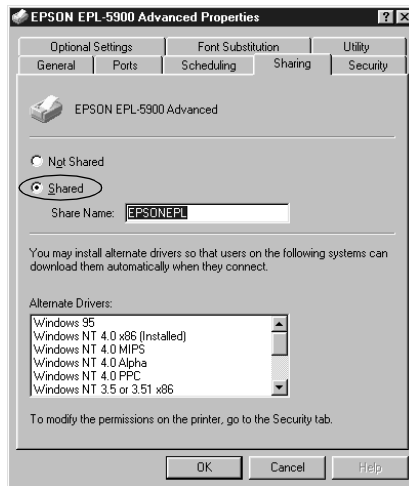 EPSON EPL-5900 Advanced Properties
Optional Settings Font Substitution Utility
General Ports Scheduling Sharing Security
EPSON EPL-5900 Advanced
Not Shared
Shared
Share Name: EPSONEPL
You may install alternate drivers so that users on the following systems can
download them automatically when they connect.
Alternate Drivers:
Windows 95
Windows NT 4.0 x86 (Installed)
Windows NT 4.0 MIPS
Windows NT 4.0 Alpha
Windows NT 4.0 PPC
Windows NT 3.5 or 3.51 x86
To modify the permissions on the printer, go to the Security tab.
OK Cancel Help